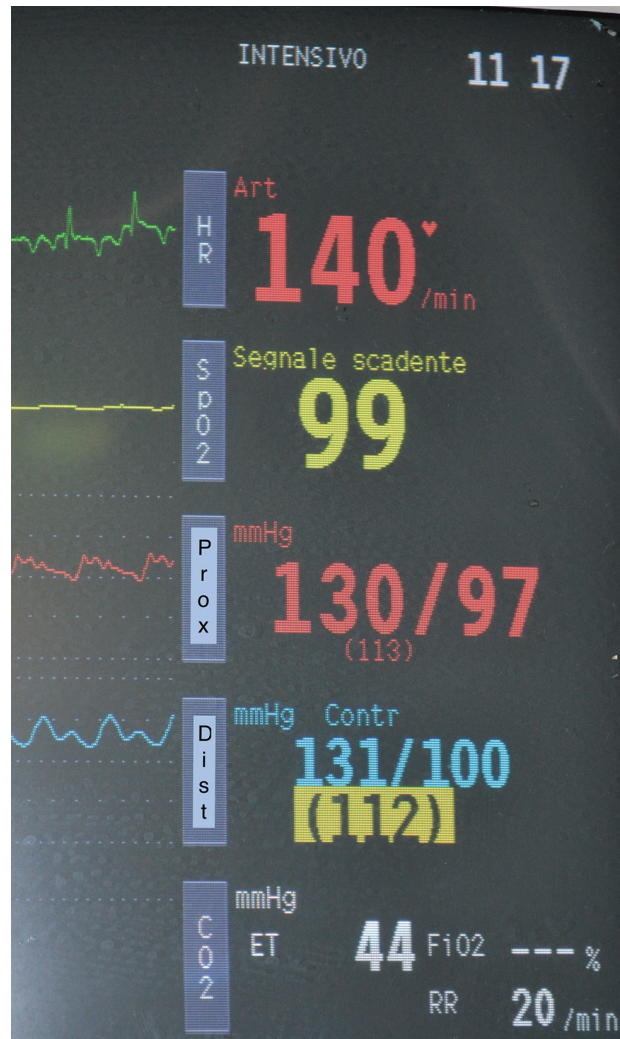 INTENSIVO 11 17
HR
Art
140
/min
SpO2
Segnale scadente
99
Prox
mmHg
130/97
(113)
Dist
mmHg Contr
131/100
(112)
CO2
mmHg
ET 44 FiO2 ---%
RR 20/min